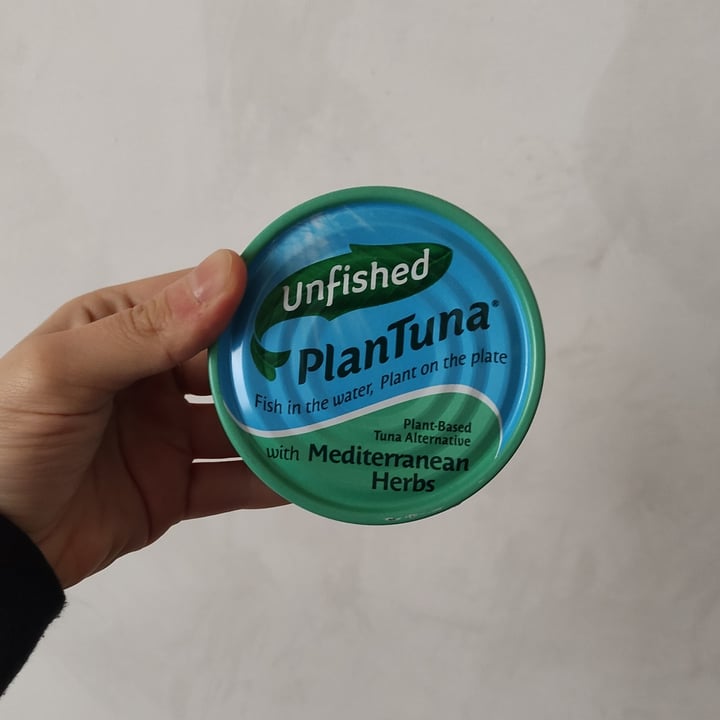 Unfished
PlanTuna®
Fish in the water, Plant on the plate
Plant-Based
Tuna Alternative
with Mediterranean
Herbs